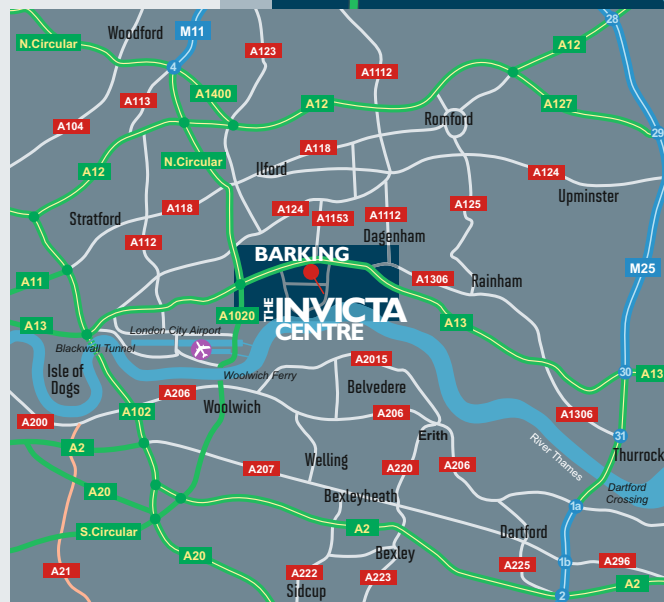 28
Woodford
M11
N.Circular
A123
A12
A1112
4
A113
A1400
A12
A127
A104
Romford
29
A118
N.Circular
Ilford
A12
A124
Upminster
A118
A124
A1153
A1112
A125
Stratford
A112
Dagenham
BARKING
M25
A11
A1306
Rainham
THE INVICTA
CENTRE
A1020
A13
London City Airport
A13
Blackwall Tunnel
Isle of
Dogs
Woolwich Ferry
A2015
30
A13
A206
Belvedere
Woolwich
A102
A206
A1306
A200
Erith
31
A2
River Thames
Thurrock
Welling
A207
A220
A206
A20
Bexleyheath
Dartford
Crossing
1a
S.Circular
A2
Dartford
A20
Bexley
1b
A296
A21
A222
A223
A225
A2
Sidcup
2